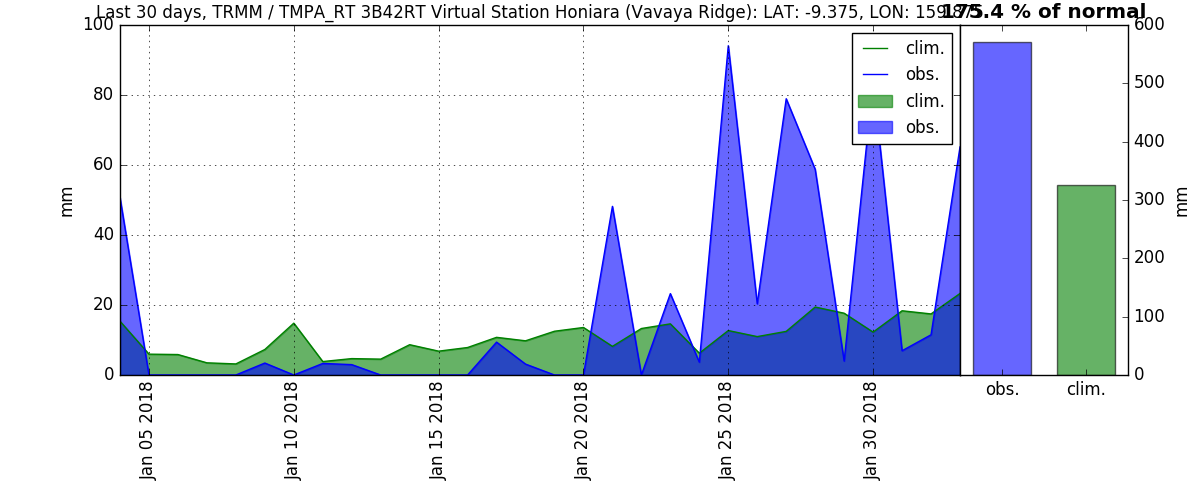 Last 30 days, TRMM / TMPA_RT 3B42RT Virtual Station Honiara (Vavaya Ridge): LAT: -9.375, LON:
175.4 % of normal
100
80
60
40
20
0
mm
clim.
obs.
clim.
obs.
600
500
400
300
200
100
0
mm
Jan 05 2018
Jan 10 2018
Jan 15 2018
Jan 20 2018
Jan 25 2018
Jan 30 2018
obs.
clim.